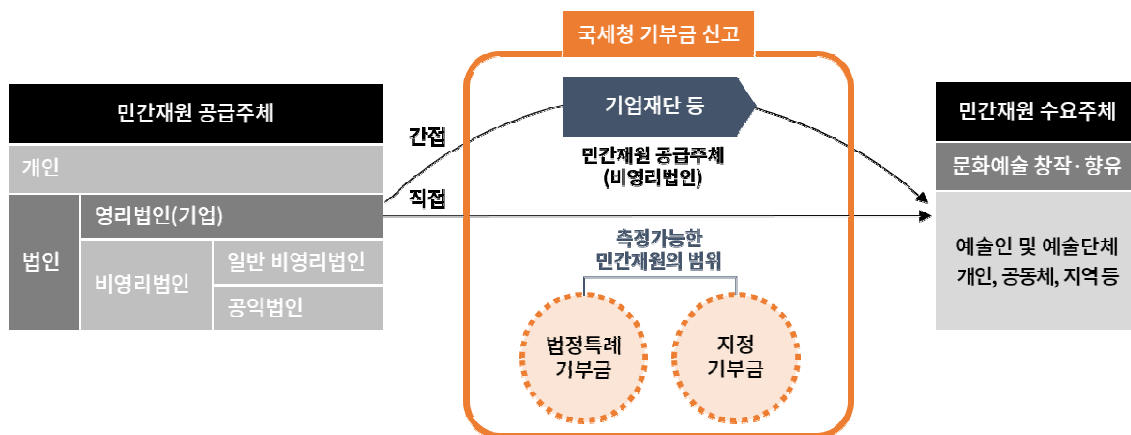 국세청 기부금 신고
민간재원 공급주체
개인
법인
영리법인(기업)
비영리법인
일반 비영리법인
공익법인
간접
직접
기업재단 등
민간재원 공급주체
(비영리법인)
측정가능한
민간재원의 범위
법정특례
기부금
지정
기부금
민간재원 수요주체
문화예술 창작·향유
예술인 및 예술단체
개인, 공동체, 지역 등